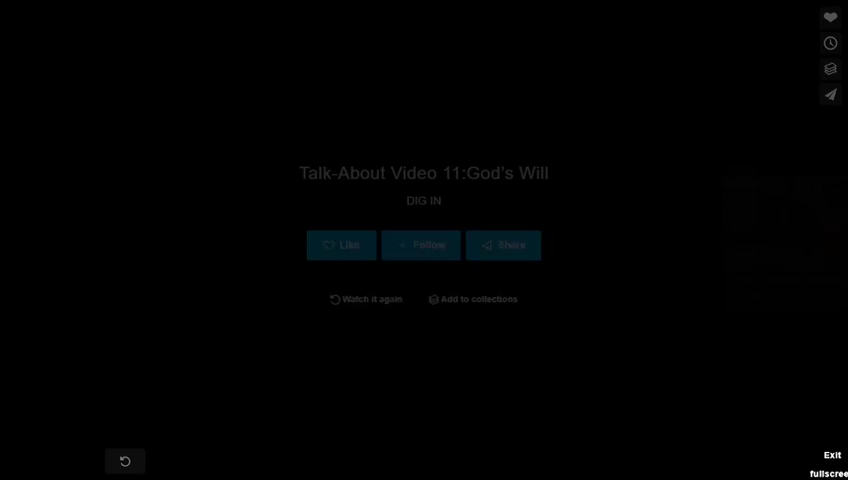 Talk-About Video 11:God's Will
DIG IN
Like
Follow
Share
Watch it again
Add to collections
Exit
fullscree